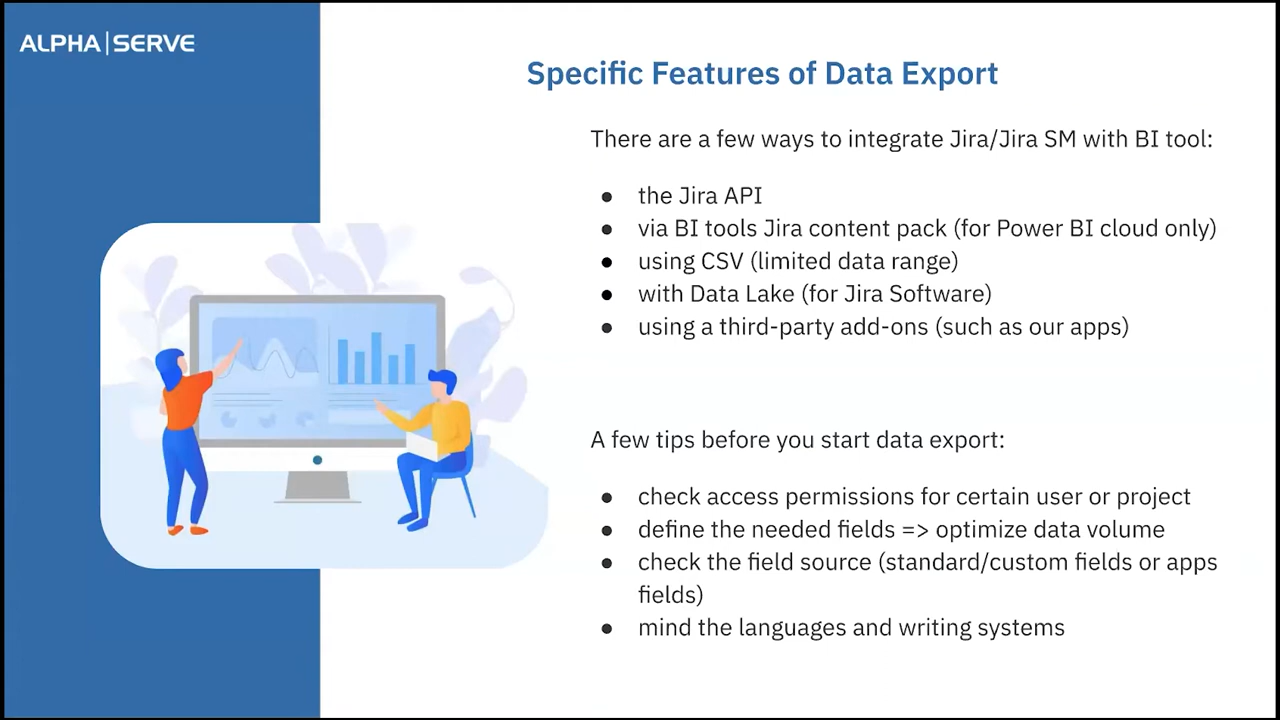 ALPHA|SERVE
Specific Features of Data Export
There are a few ways to integrate Jira/Jira SM with BI tool:
● the Jira API
● via BI tools Jira content pack (for Power BI cloud only)
● using CSV (limited data range)
● with Data Lake (for Jira Software)
● using a third-party add-ons (such as our apps)
A few tips before you start data export:
● check access permissions for certain user or project
● define the needed fields => optimize data volume
● check the field source (standard/custom fields or apps
fields)
● mind the languages and writing systems